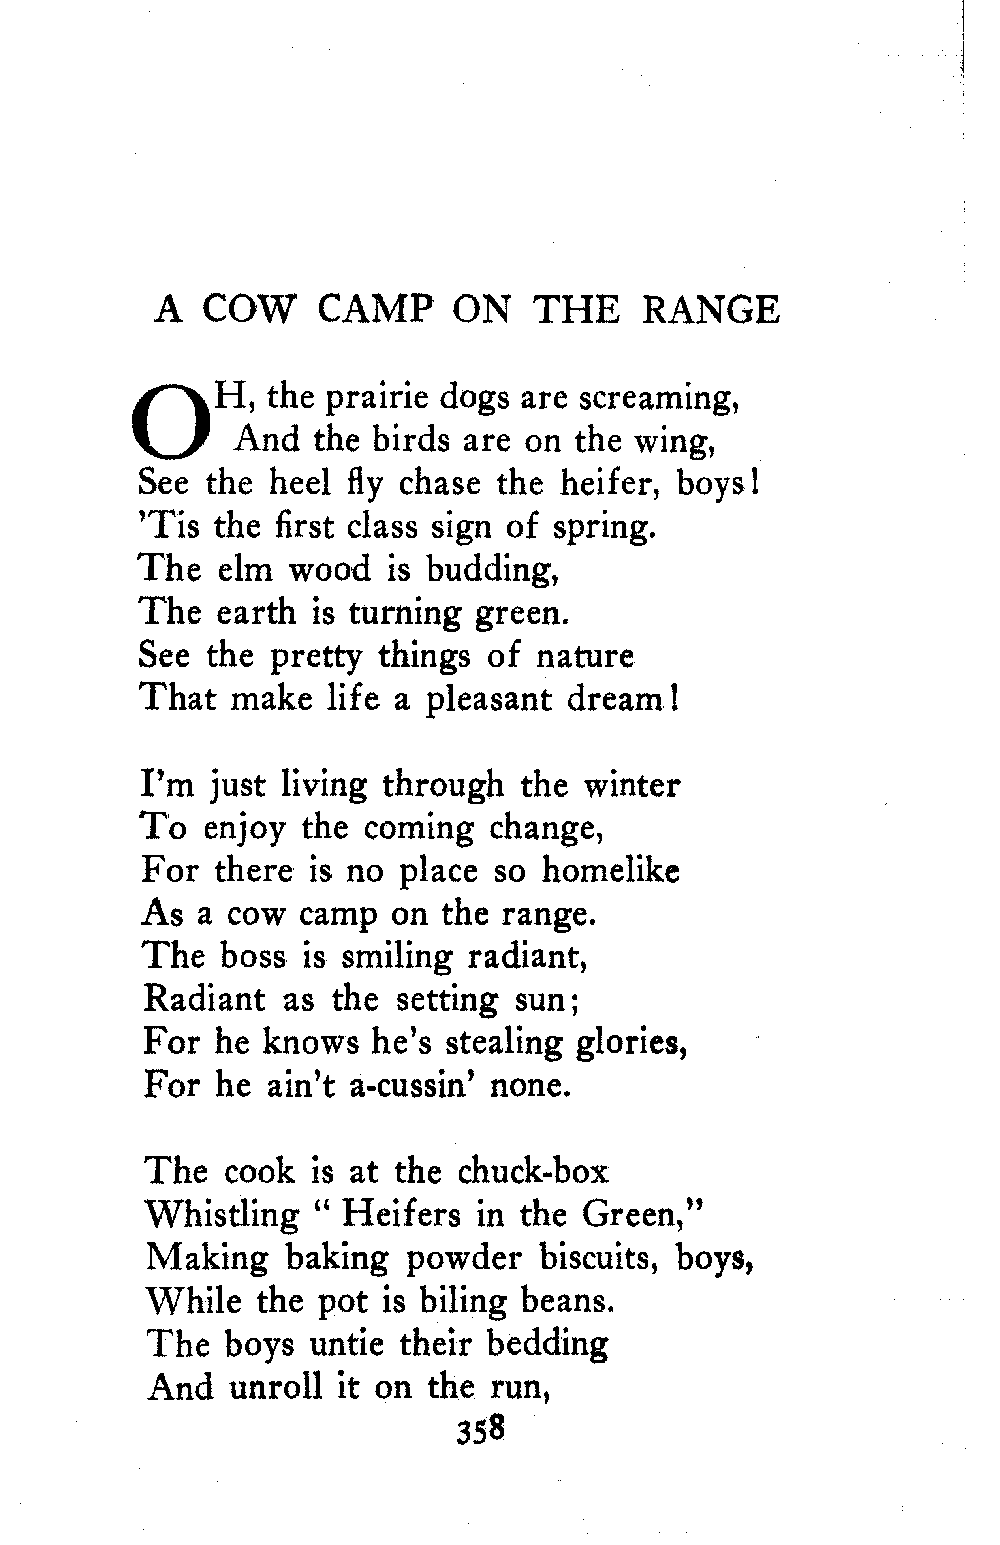 A COW CAMP ON THE RANGE
OH, the prairie dogs are screaming,
And the birds are on the wing,
See the heel fly chase the heifer, boys!
'Tis the first class sign of spring.
The elm wood is budding,
The earth is turning green.
See the pretty things of nature
That make life a pleasant dream!
I'm just living through the winter
To enjoy the coming change,
For there is no place so homelike
As a cow camp on the range.
The boss is smiling radiant,
Radiant as the setting sun;
For he knows he's stealing glories,
For he ain't a-cussin' none.
The cook is at the chuck-box
Whistling " Heifers in the Green,"
Making baking powder biscuits, boys,
While the pot is biling beans.
The boys untie their bedding
And unroll it on the run,
358